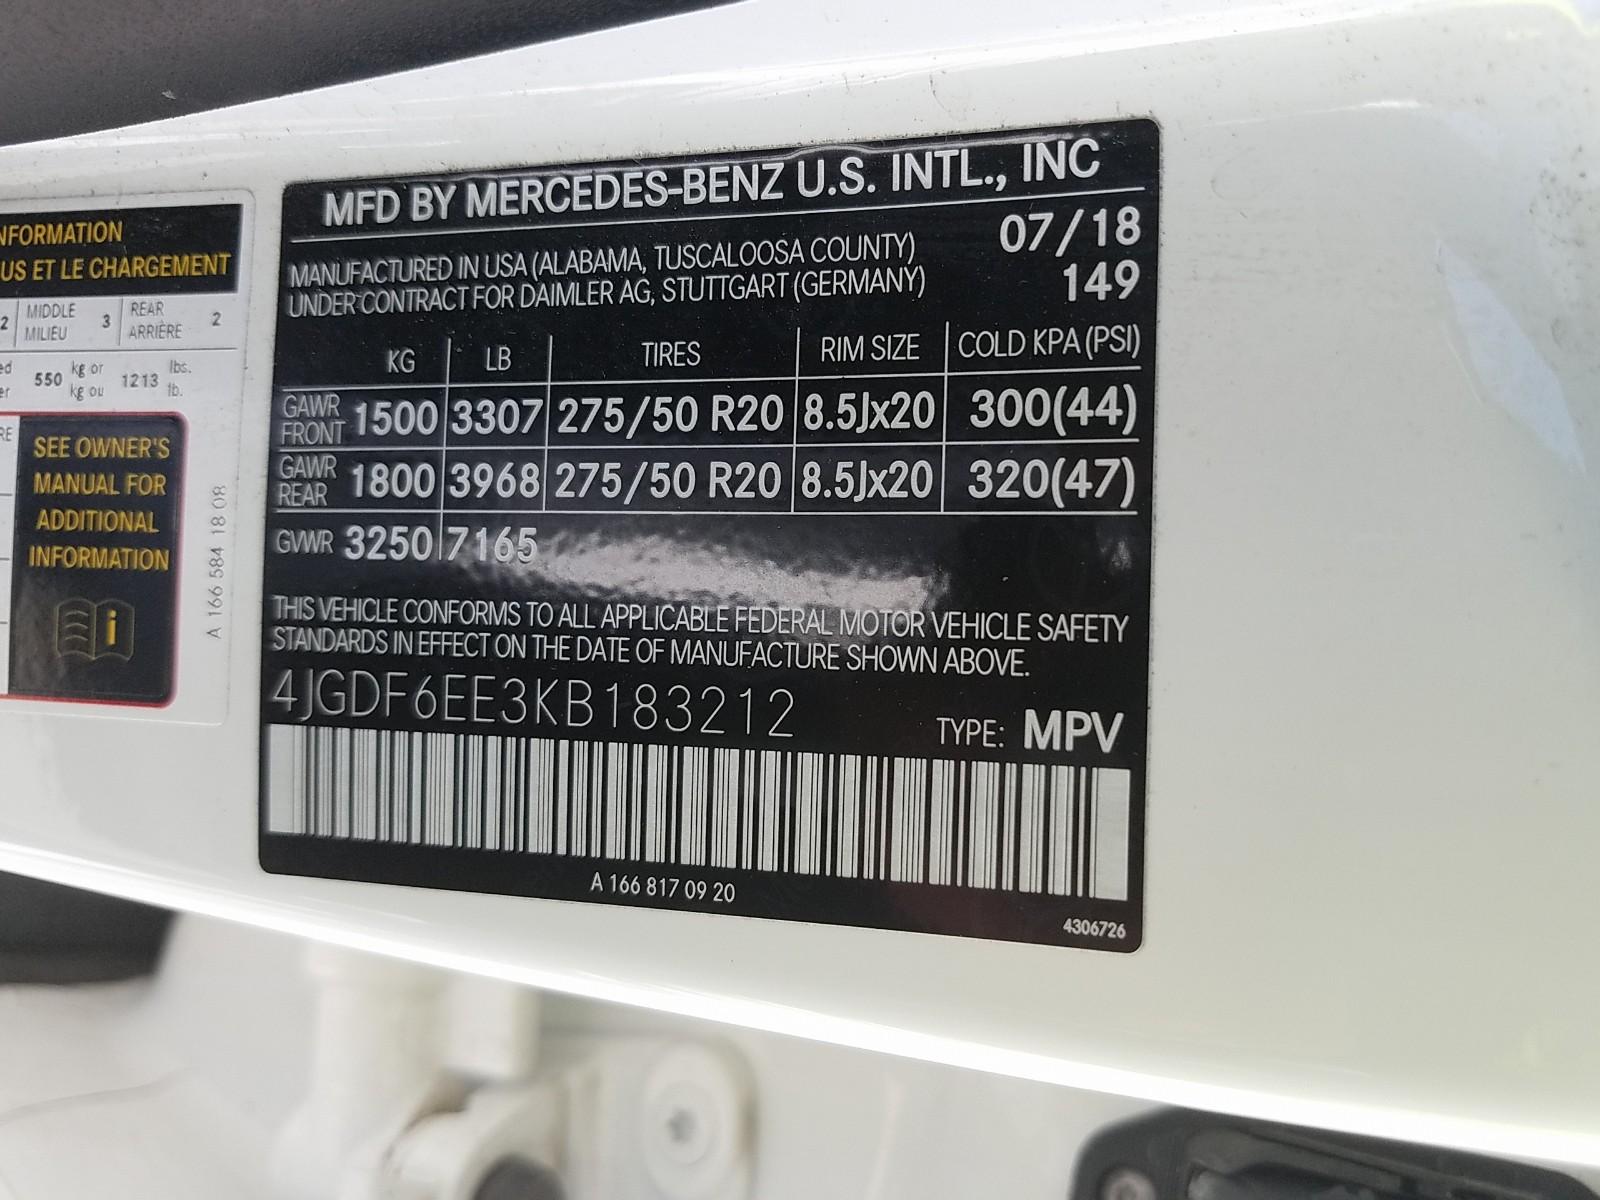 MFD BY MERCEDES-BENZ U.S. INTL., INC
MANUFACTURED IN USA (ALABAMA, TUSCALOOSA COUNTY) 07/18
UNDER CONTRACT FOR DAIMLER AG, STUTTGART (GERMANY) 149
KG LB TIRES RIM SIZE COLD KPA (PSI)
GAWR FRONT 1500 3307 275/50 R20 8.5Jx20 300(44)
GAWR REAR 1800 3968 275/50 R20 8.5Jx20 320(47)
GVWR 3250 7165
THIS VEHICLE CONFORMS TO ALL APPLICABLE FEDERAL MOTOR VEHICLE SAFETY
STANDARDS IN EFFECT ON THE DATE OF MANUFACTURE SHOWN ABOVE.
4JGDF6EE3KB183212
TYPE: MPV
A 166 817 09 20
4306726
NFORMATION
US ET LE CHARGEMENT
2 MIDDLE MILIEU 3 REAR ARRIÈRE 2
550 kg or kg ou 1213 lbs. lb.
SEE OWNER'S
MANUAL FOR
ADDITIONAL
INFORMATION
i
A 166 584 18 08